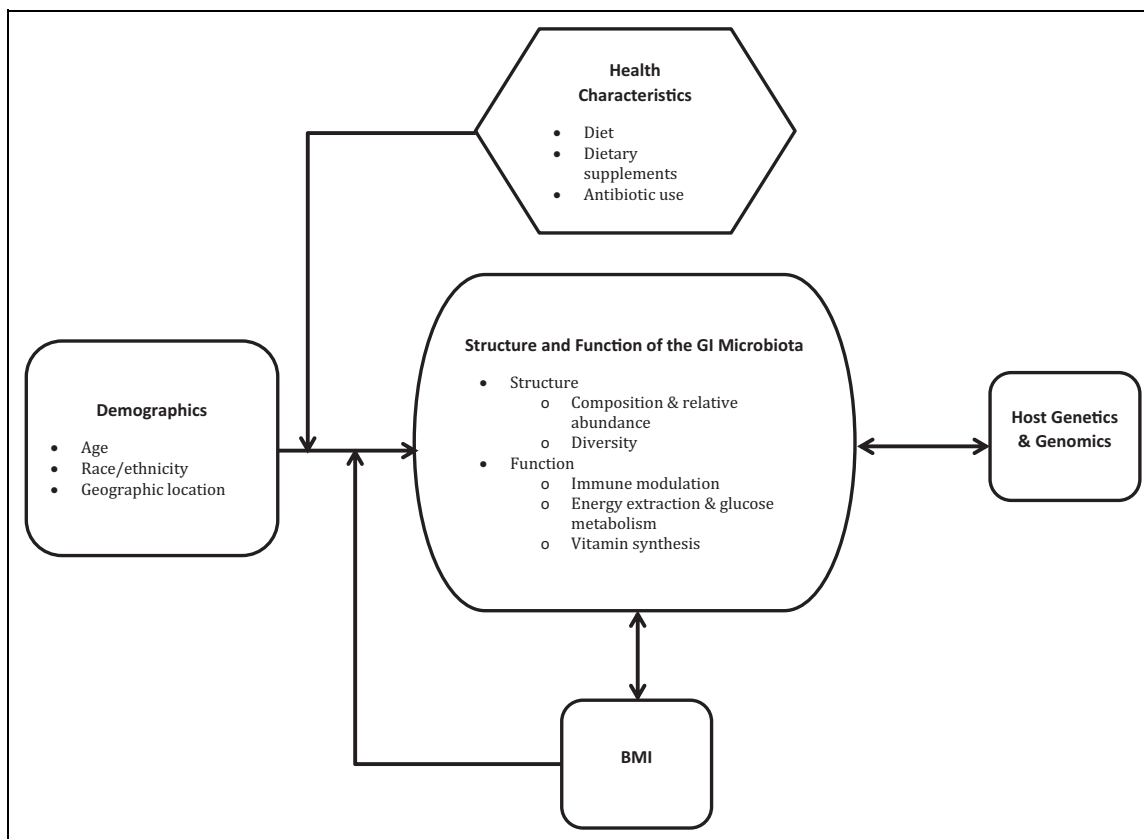 Health
Characteristics
• Diet
• Dietary
supplements
• Antibiotic use
Structure and Function of the GI Microbiota
• Structure
o Composition & relative
abundance
o Diversity
• Function
o Immune modulation
o Energy extraction & glucose
metabolism
o Vitamin synthesis
Demographics
• Age
• Race/ethnicity
• Geographic location
Host Genetics
& Genomics
BMI